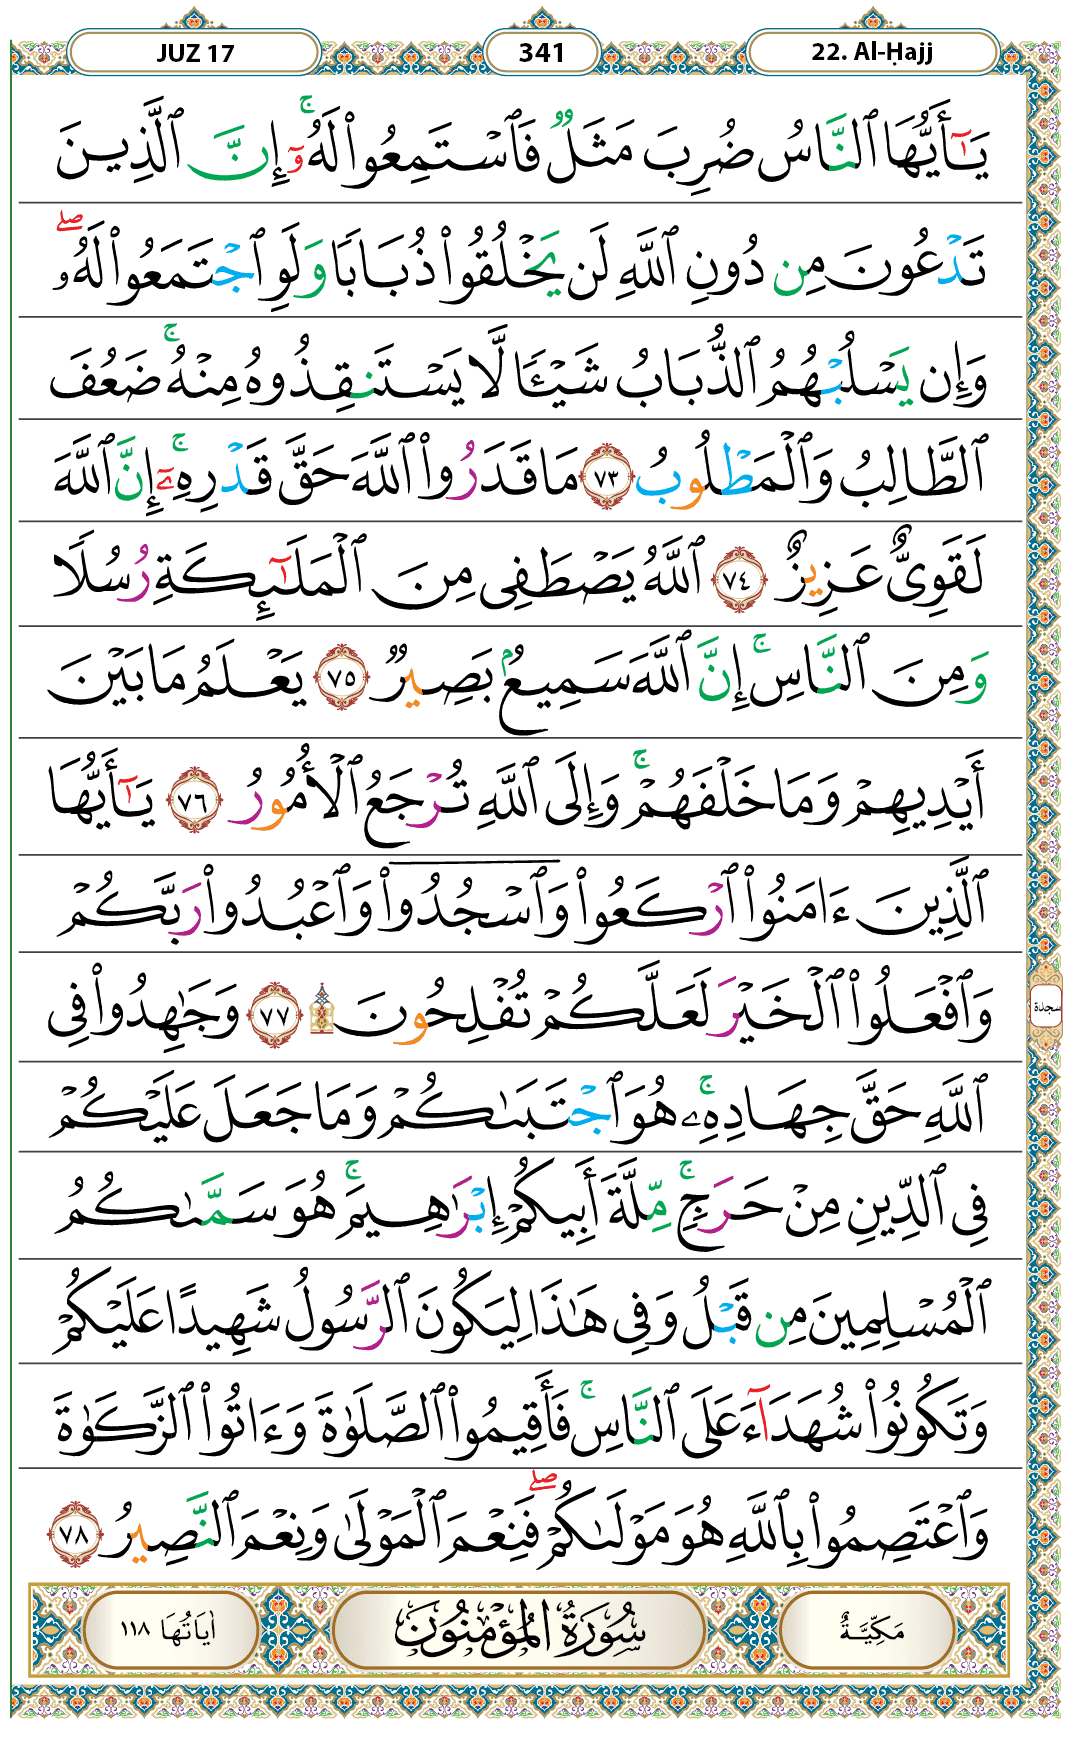 JUZ 17 341 22. Al-Ḥajj
يَـٰٓأَيُّهَا ٱلنَّاسُ ضُرِبَ مَثَلٌۭ فَٱسْتَمِعُوا۟ لَهُۥٓ ۚ إِنَّ ٱلَّذِينَ
تَدْعُونَ مِن دُونِ ٱللَّهِ لَن يَخْلُقُوا۟ ذُبَابًۭا وَلَوِ ٱجْتَمَعُوا۟ لَهُۥ ۖ
وَإِن يَسْلُبْهُمُ ٱلذُّبَابُ شَيْـًۭٔا لَّا يَسْتَنقِذُوهُ مِنْهُ ۚ ضَعُفَ
ٱلطَّالِبُ وَٱلْمَطْلُوبُ ٧٣ مَا قَدَرُوا۟ ٱللَّهَ حَقَّ قَدْرِهِۦٓ ۚ إِنَّ ٱللَّهَ
لَقَوِىٌّ عَزِيزٌ ٧٤ ٱللَّهُ يَصْطَفِى مِنَ ٱلْمَلَـٰٓئِكَةِ رُسُلًۭا
وَمِنَ ٱلنَّاسِ ۚ إِنَّ ٱللَّهَ سَمِيعٌۢ بَصِيرٌۭ ٧٥ يَعْلَمُ مَا بَيْنَ
أَيْدِيهِمْ وَمَا خَلْفَهُمْ ۚ وَإِلَى ٱللَّهِ تُرْجَعُ ٱلْأُمُورُ ٧٦ يَـٰٓأَيُّهَا
ٱلَّذِينَ ءَامَنُوا۟ ٱرْكَعُوا۟ وَٱسْجُدُوا۟ وَٱعْبُدُوا۟ رَبَّكُمْ
وَٱفْعَلُوا۟ ٱلْخَيْرَ لَعَلَّكُمْ تُفْلِحُونَ ۩ ٧٧ وَجَـٰهِدُوا۟ فِى
سجدة
ٱللَّهِ حَقَّ جِهَادِهِۦ ۚ هُوَ ٱجْتَبَىٰكُمْ وَمَا جَعَلَ عَلَيْكُمْ
فِى ٱلدِّينِ مِنْ حَرَجٍۢ ۚ مِّلَّةَ أَبِيكُمْ إِبْرَٰهِيمَ ۚ هُوَ سَمَّىٰكُمُ
ٱلْمُسْلِمِينَ مِن قَبْلُ وَفِى هَـٰذَا لِيَكُونَ ٱلرَّسُولُ شَهِيدًا عَلَيْكُمْ
وَتَكُونُوا۟ شُهَدَآءَ عَلَى ٱلنَّاسِ ۚ فَأَقِيمُوا۟ ٱلصَّلَوٰةَ وَءَاتُوا۟ ٱلزَّكَوٰةَ
وَٱعْتَصِمُوا۟ بِٱللَّهِ هُوَ مَوْلَىٰكُمْ ۖ فَنِعْمَ ٱلْمَوْلَىٰ وَنِعْمَ ٱلنَّصِيرُ ٧٨
مَكِّيَّةٌ سُورَةُ الْمُؤْمِنُونَ اٰيَاتُهَا ١١٨